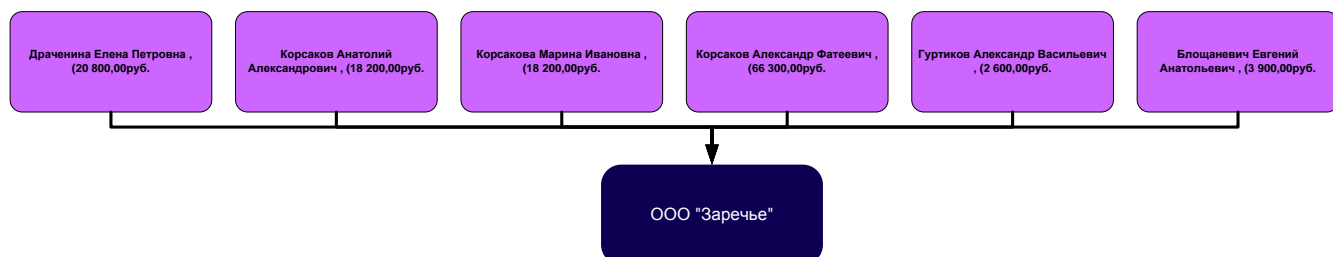 Драченина Елена Петровна ,
(20 800,00руб.
Корсаков Анатолий
Александрович , (18 200,00руб.
Корсакова Марина Ивановна ,
(18 200,00руб.
Корсаков Александр Фатеевич ,
(66 300,00руб.
Гуртиков Александр Васильевич
, (2 600,00руб.
Блощаневич Евгений
Анатольевич , (3 900,00руб.
ООО "Заречье"